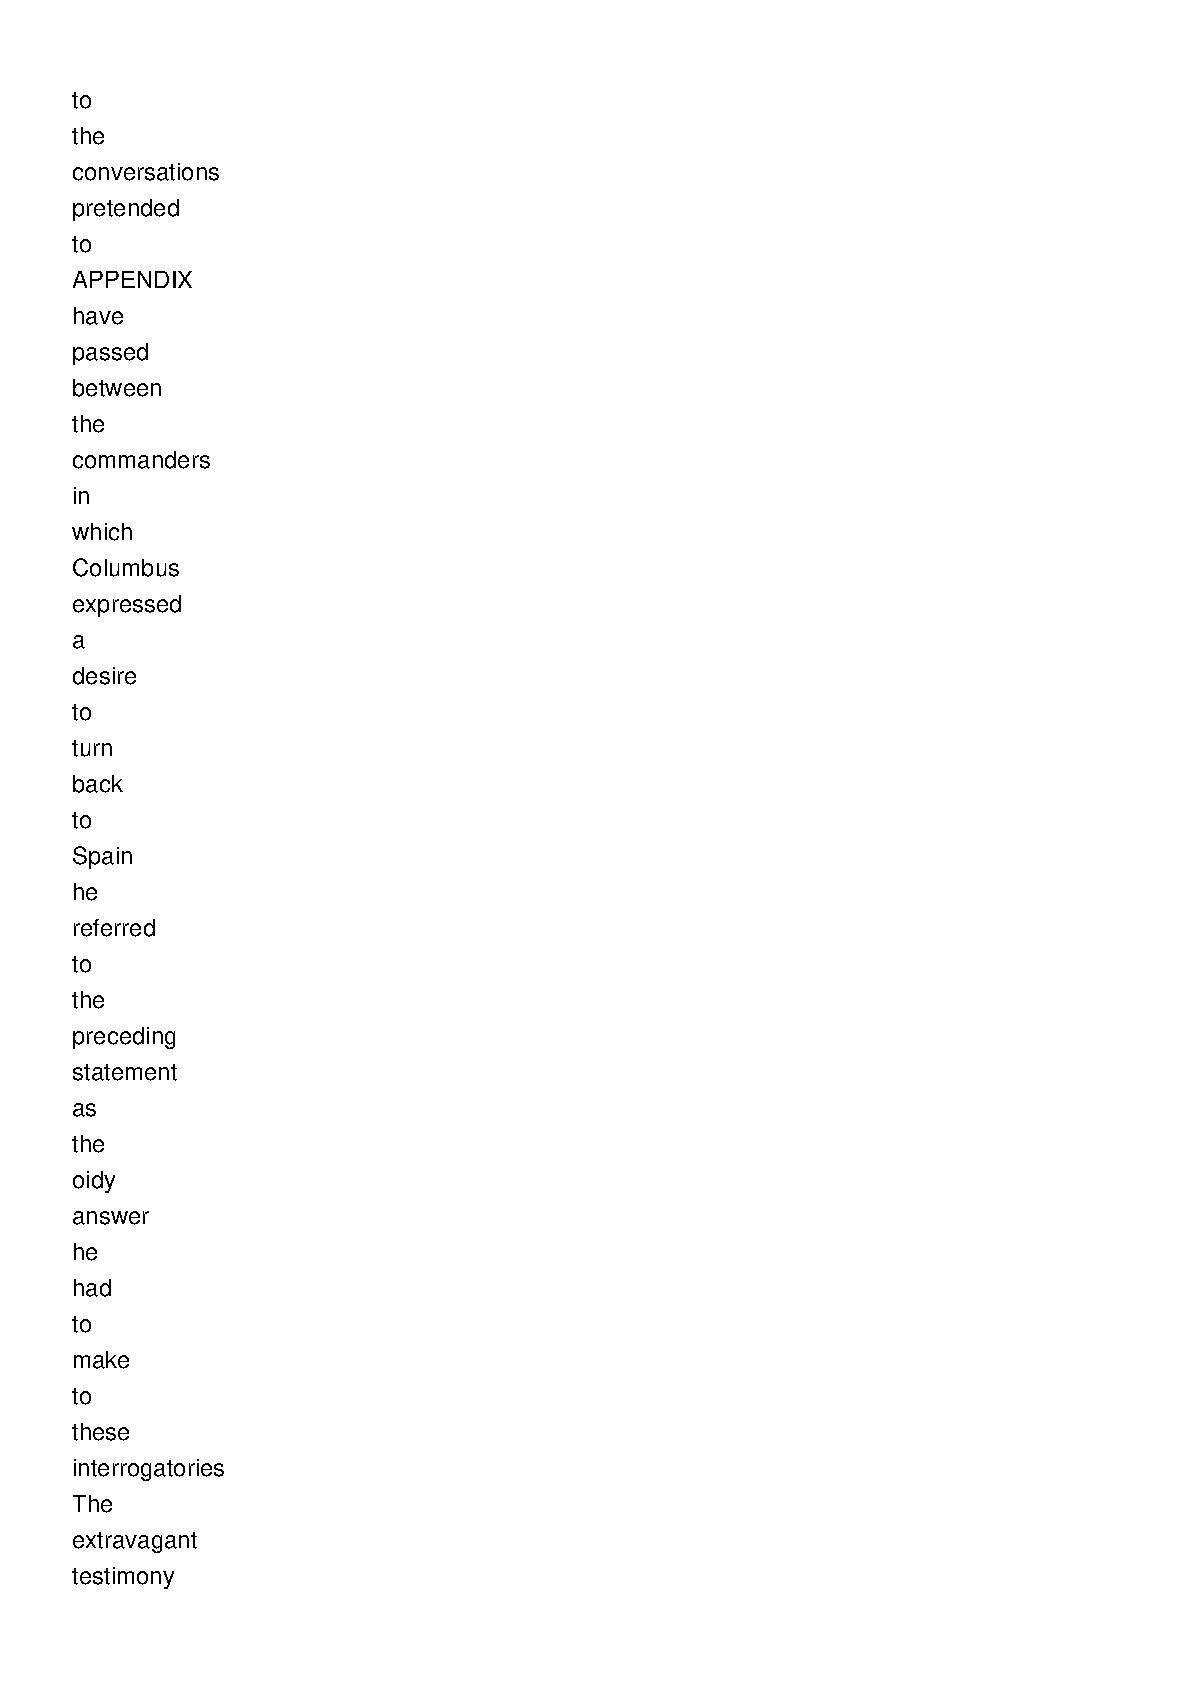 to
the
conversations
pretended
to
APPENDIX
have
passed
between
the
commanders
in
which
Columbus
expressed
a
desire
to
turn
back
to
Spain
he
referred
to
the
preceding
statement
as
the
oidy
answer
he
had
to
make
to
these
interrogatories
The
extravagant
testimony